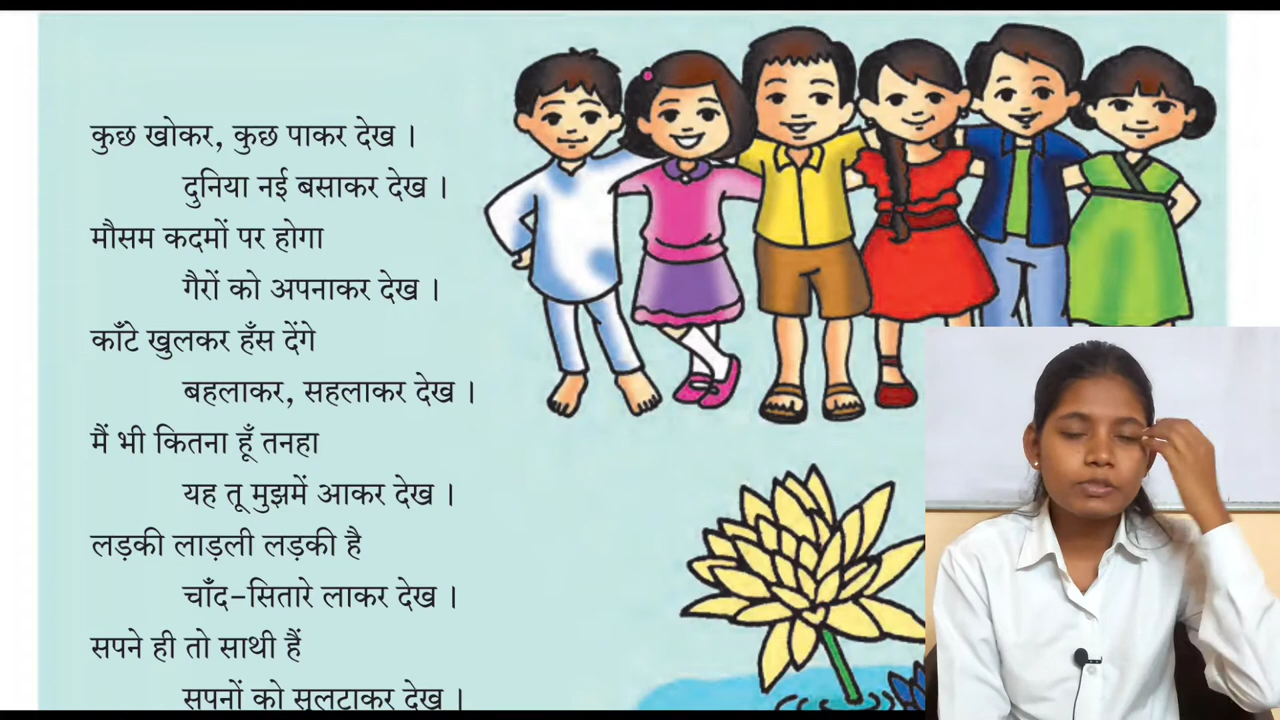 कुछ खोकर, कुछ पाकर देख ।
दुनिया नई बसाकर देख ।
मौसम कदमों पर होगा
गैरों को अपनाकर देख ।
काँटे खुलकर हँस देंगे
बहलाकर, सहलाकर देख ।
मैं भी कितना हूँ तनहा
यह तू मुझमें आकर देख ।
लड़की लाड़ली लड़की है
चाँद-सितारे लाकर देख ।
सपने ही तो साथी हैं
सपनों को सुलटाकर देख ।